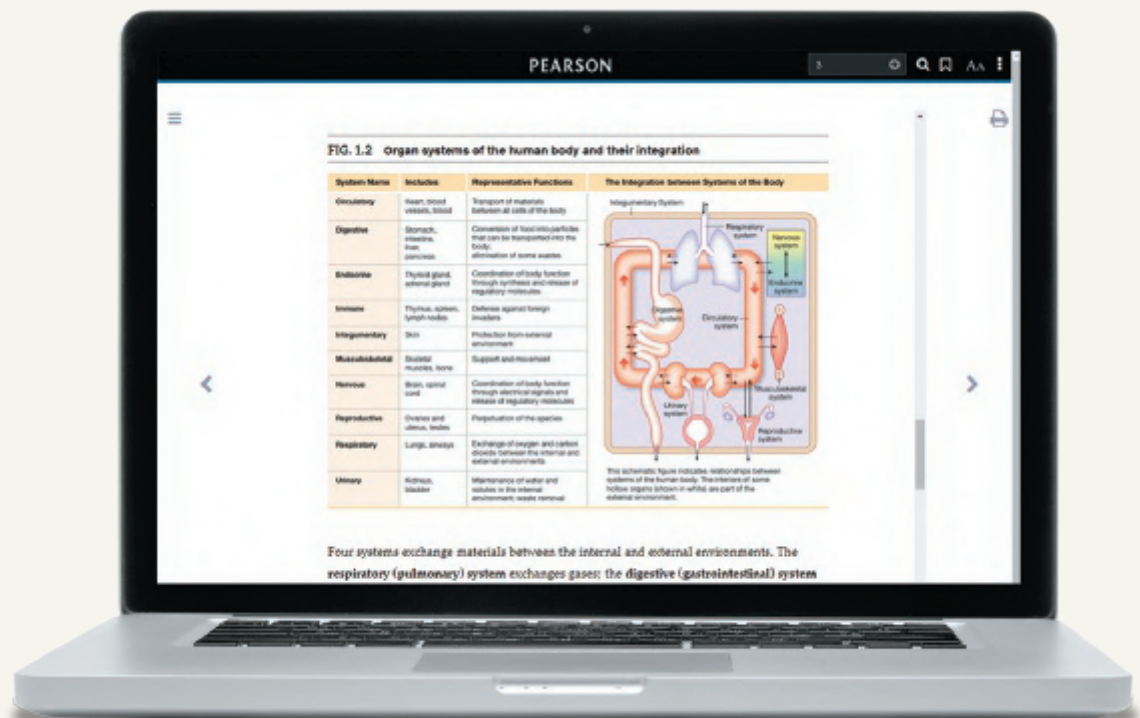 PEARSON
3
AA
FIG. 1.2 Organ systems of the human body and their integration
System Name Includes Representative Functions The Integration between Systems of the Body
Circulatory
Heart, blood
vessels, blood
Transport of materials
between all cells of the body
Digestive
Stomach,
intestine,
liver,
pancreas
Conversion of food into particles
that can be transported into the
body;
elimination of some wastes
Endocrine
Thyroid gland,
adrenal gland
Coordination of body function
through synthesis and release of
regulatory molecules
Immune
Thymus, spleen,
lymph nodes
Defense against foreign
invaders
Integumentary
Skin
Protection from external
environment
Musculoskeletal
Skeletal
muscles, bone
Support and movement
Nervous
Brain, spinal
cord
Coordination of body function
through electrical signals and
release of regulatory molecules
Reproductive
Ovaries and
uterus, testes
Perpetuation of the species
Respiratory
Lungs, airways
Exchange of oxygen and carbon
dioxide between the internal and
external environments
Urinary
Kidneys,
bladder
Maintenance of water and
solutes in the internal
environment; waste removal
Integumentary System
Respiratory
system
Nervous
system
Endocrine
system
Digestive
system
Circulatory
system
Musculoskeletal
system
Urinary
system
Reproductive
system
This schematic figure indicates relationships between
systems of the human body. The interiors of some
hollow organs (shown in white) are part of the
external environment.
Four systems exchange materials between the internal and external environments. The
respiratory (pulmonary) system exchanges gases; the digestive (gastrointestinal) system